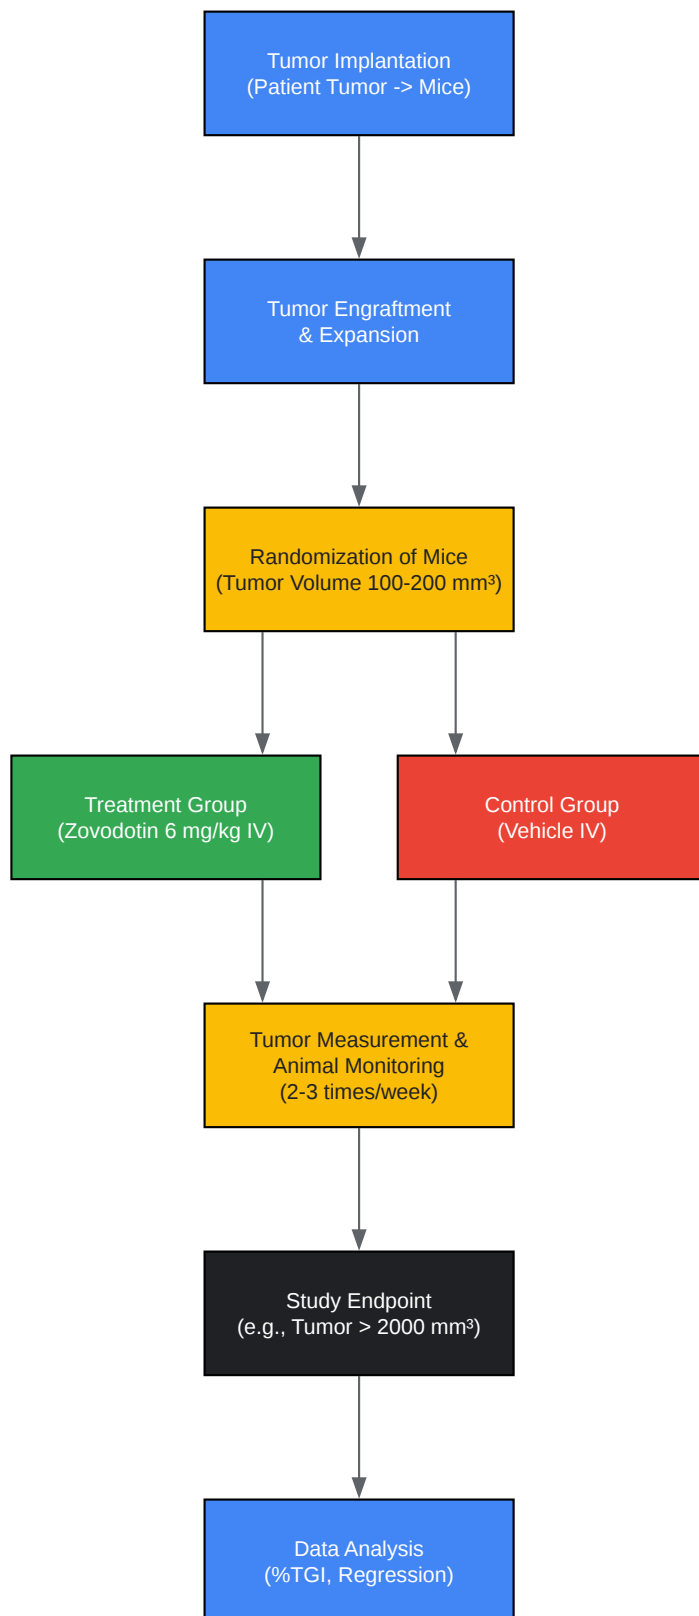 Tumor Implantation
(Patient Tumor -> Mice)
Tumor Engraftment
& Expansion
Randomization of Mice
(Tumor Volume 100-200 mm³)
Treatment Group
(Zovodotin 6 mg/kg IV)
Control Group
(Vehicle IV)
Tumor Measurement &
Animal Monitoring
(2-3 times/week)
Study Endpoint
(e.g., Tumor > 2000 mm³)
Data Analysis
(%TGI, Regression)